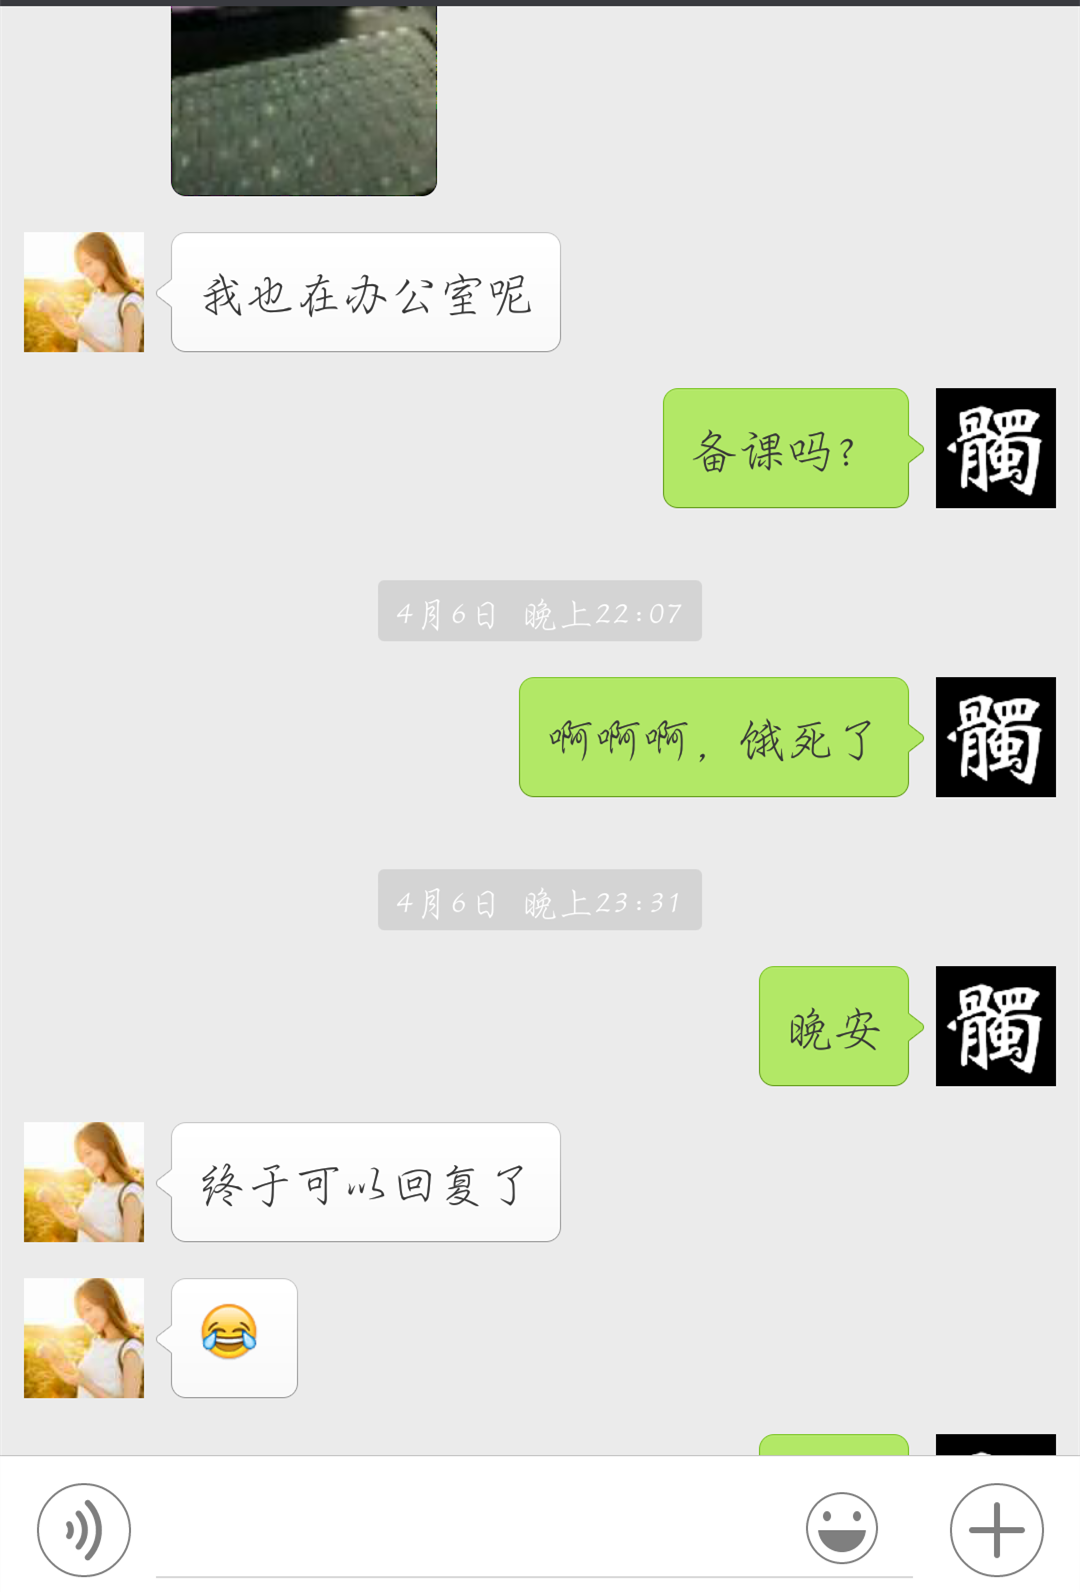 我也在办公室呢
备课吗?
髑
4月6日 晚上22:07
啊啊啊，饿死了
髑
4月6日 晚上23:31
晚安
髑
终于可以回复了